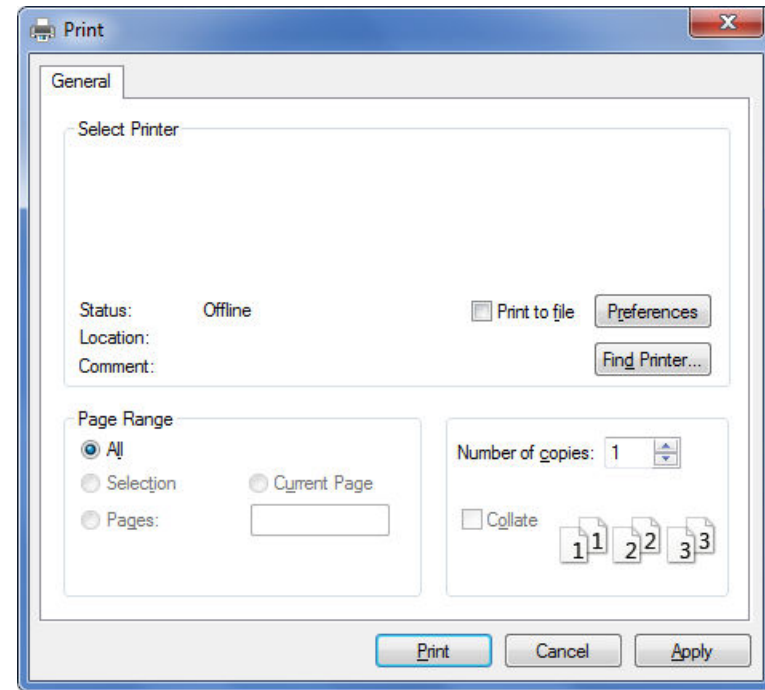 Print
General
Select Printer
Status: Offline
Print to file
Preferences
Location:
Comment:
Find Printer...
Page Range
All
Selection
Current Page
Pages:
Number of copies: 1
Collate
1 1 2 2 3 3
Print
Cancel
Apply